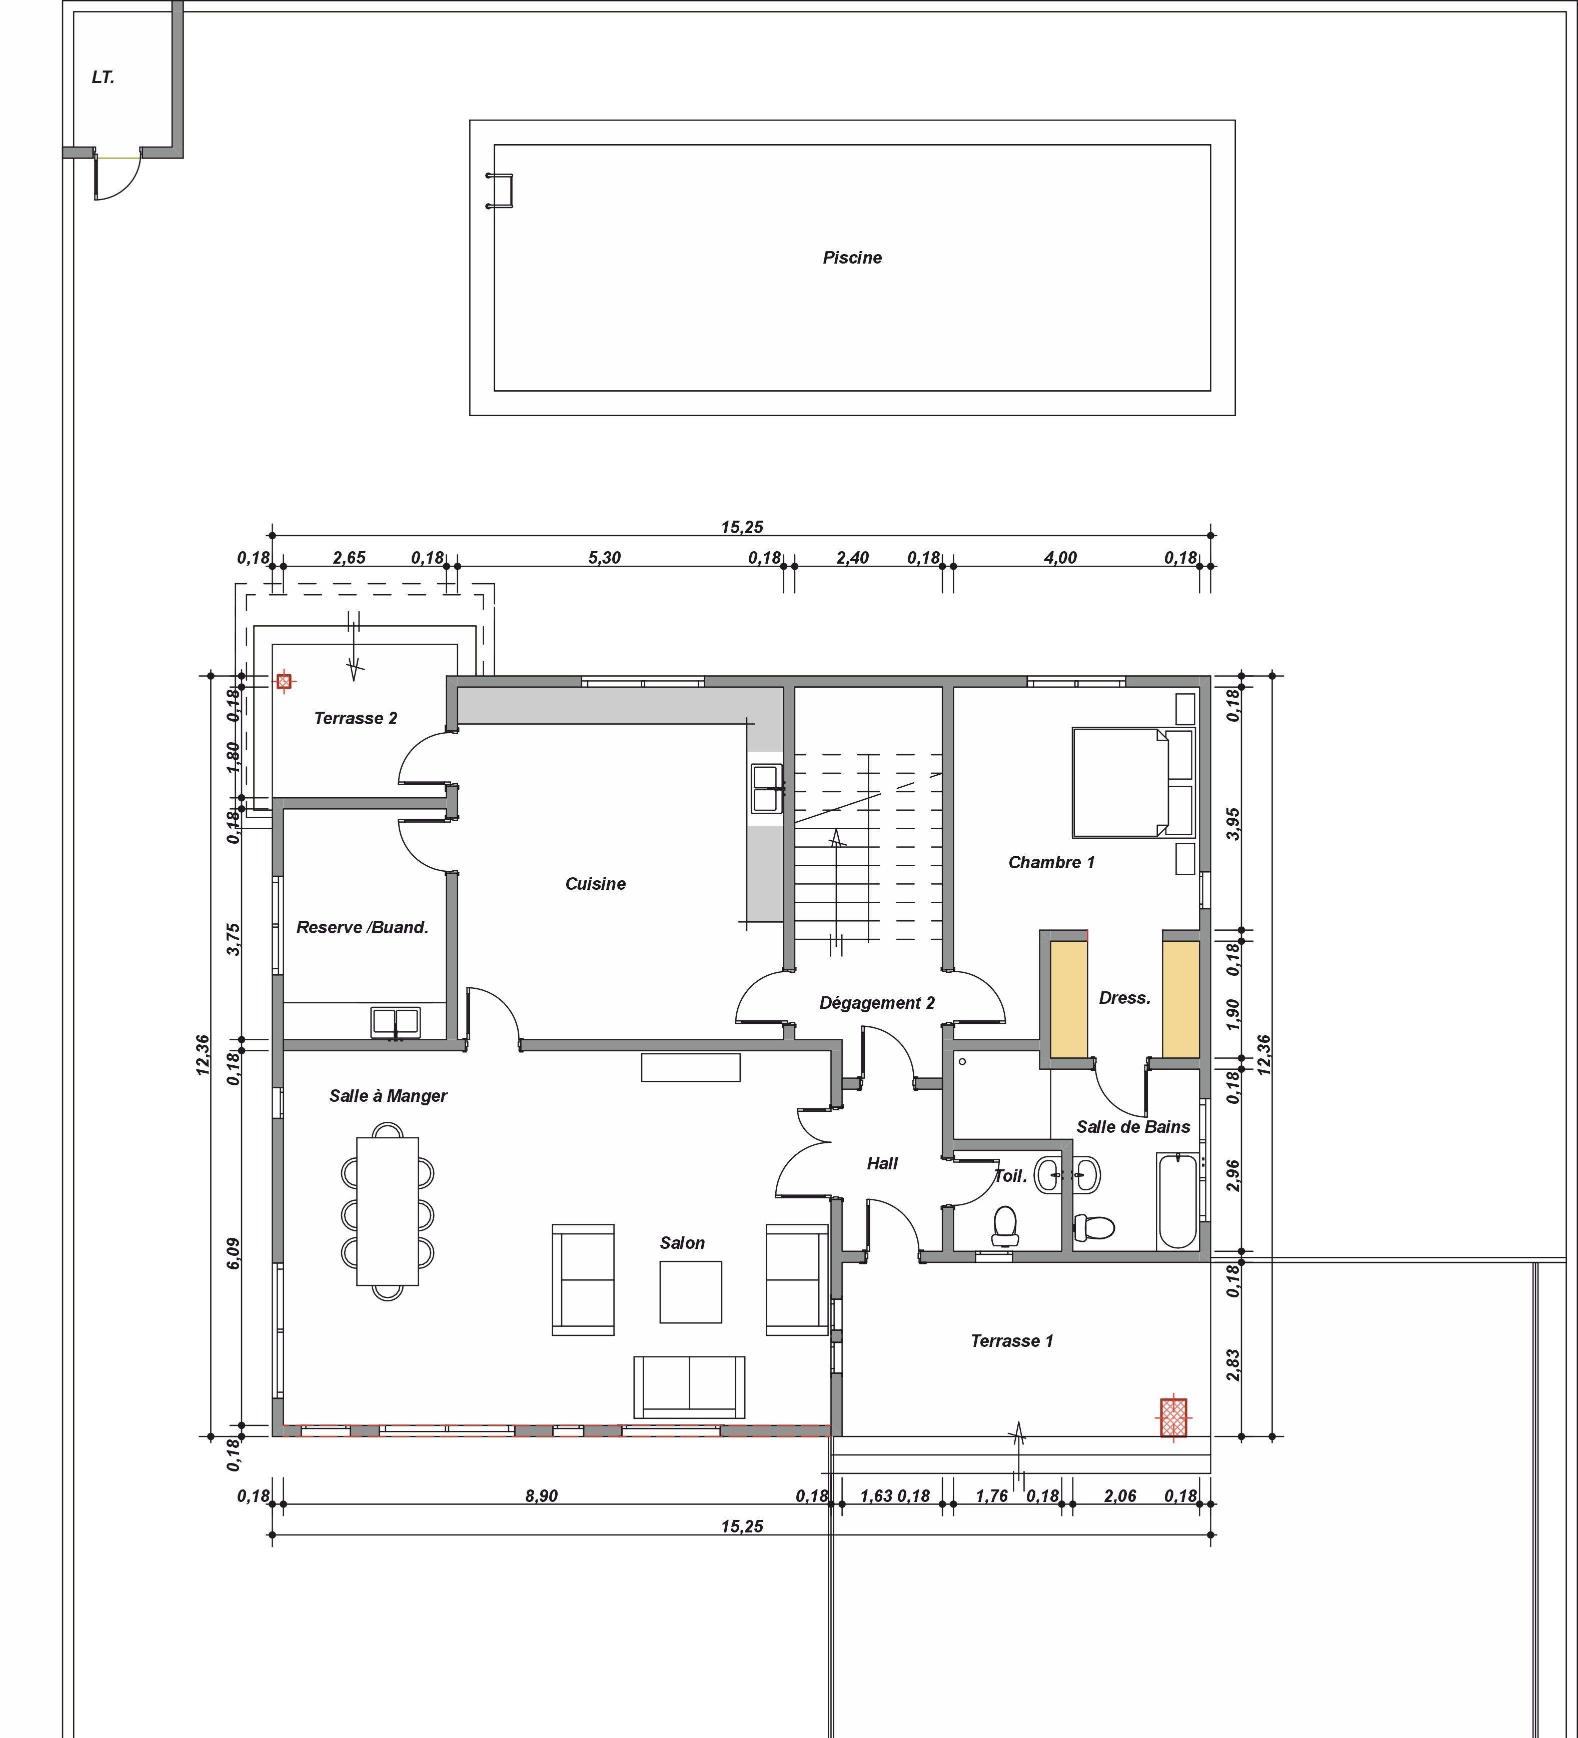 LT.
Piscine
15,25
0,18 2,65 0,18 5,30 0,18 2,40 0,18 4,00 0,18
0,18
1,80
0,18
3,75
0,18
6,09
0,18
12,36
Terrasse 2
Cuisine
Reserve /Buand.
Chambre 1
Dégagement 2
Dress.
Salle à Manger
Salle de Bains
Hall
Toil.
Salon
Terrasse 1
0,18
3,95
0,18
1,90
0,18
2,96
0,18
2,83
12,36
0,18 8,90 0,18 1,63 0,18 1,76 0,18 2,06 0,18
15,25